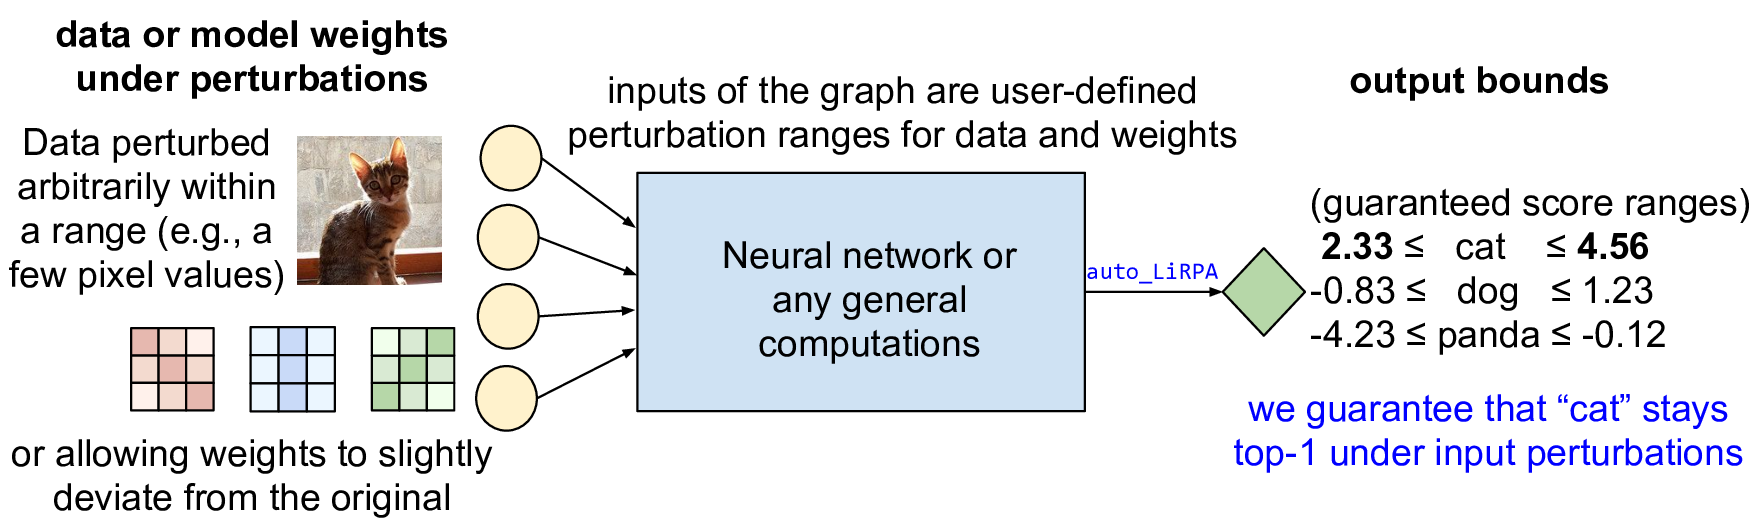 data or model weights
under perturbations
Data perturbed
arbitrarily within
a range (e.g., a
few pixel values)
or allowing weights to slightly
deviate from the original
inputs of the graph are user-defined
perturbation ranges for data and weights
Neural network or
any general
computations
auto_LiRPA
output bounds
(guaranteed score ranges)
2.33 ≤ cat ≤ 4.56
-0.83 ≤ dog ≤ 1.23
-4.23 ≤ panda ≤ -0.12
we guarantee that “cat” stays
top-1 under input perturbations